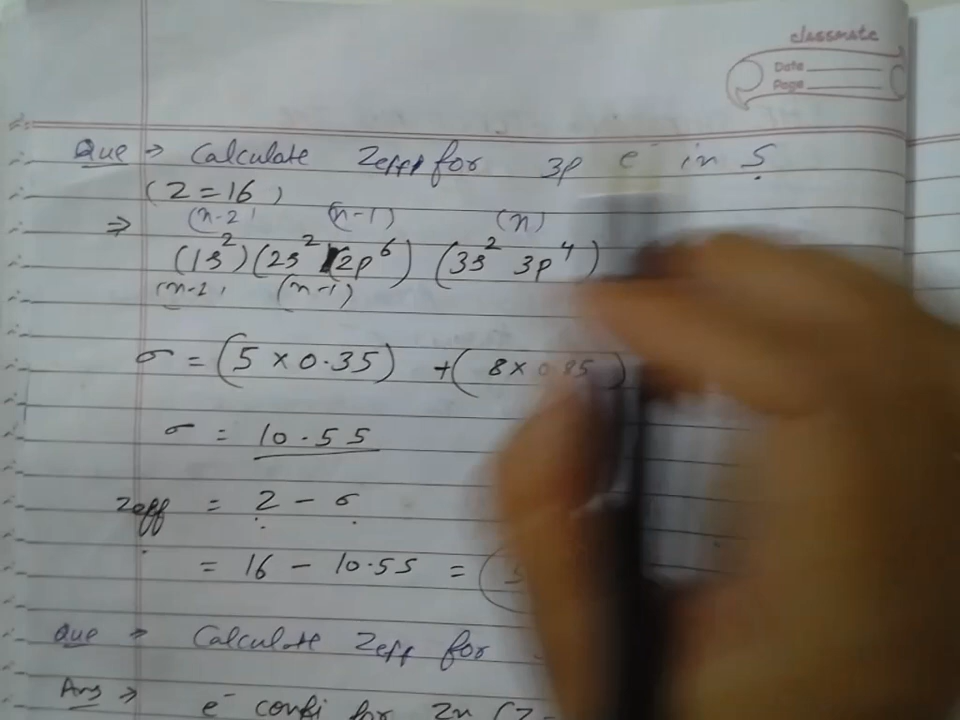 classmate
Date
Page
Que → Calculate Zeff for 3p e⁻ in S
(Z=16)
(n-2) (n-1) (n)
⇒ (1s²)(2s² 2p⁶) (3s² 3p⁴)
(n-2) (n-1)
σ = (5 × 0.35) + (8 × 0.85)
σ = 10.55
Zeff = Z - σ
= 16 - 10.55 = (5
Que → Calculate Zeff for
Ans → e⁻ confi for Zn (Z